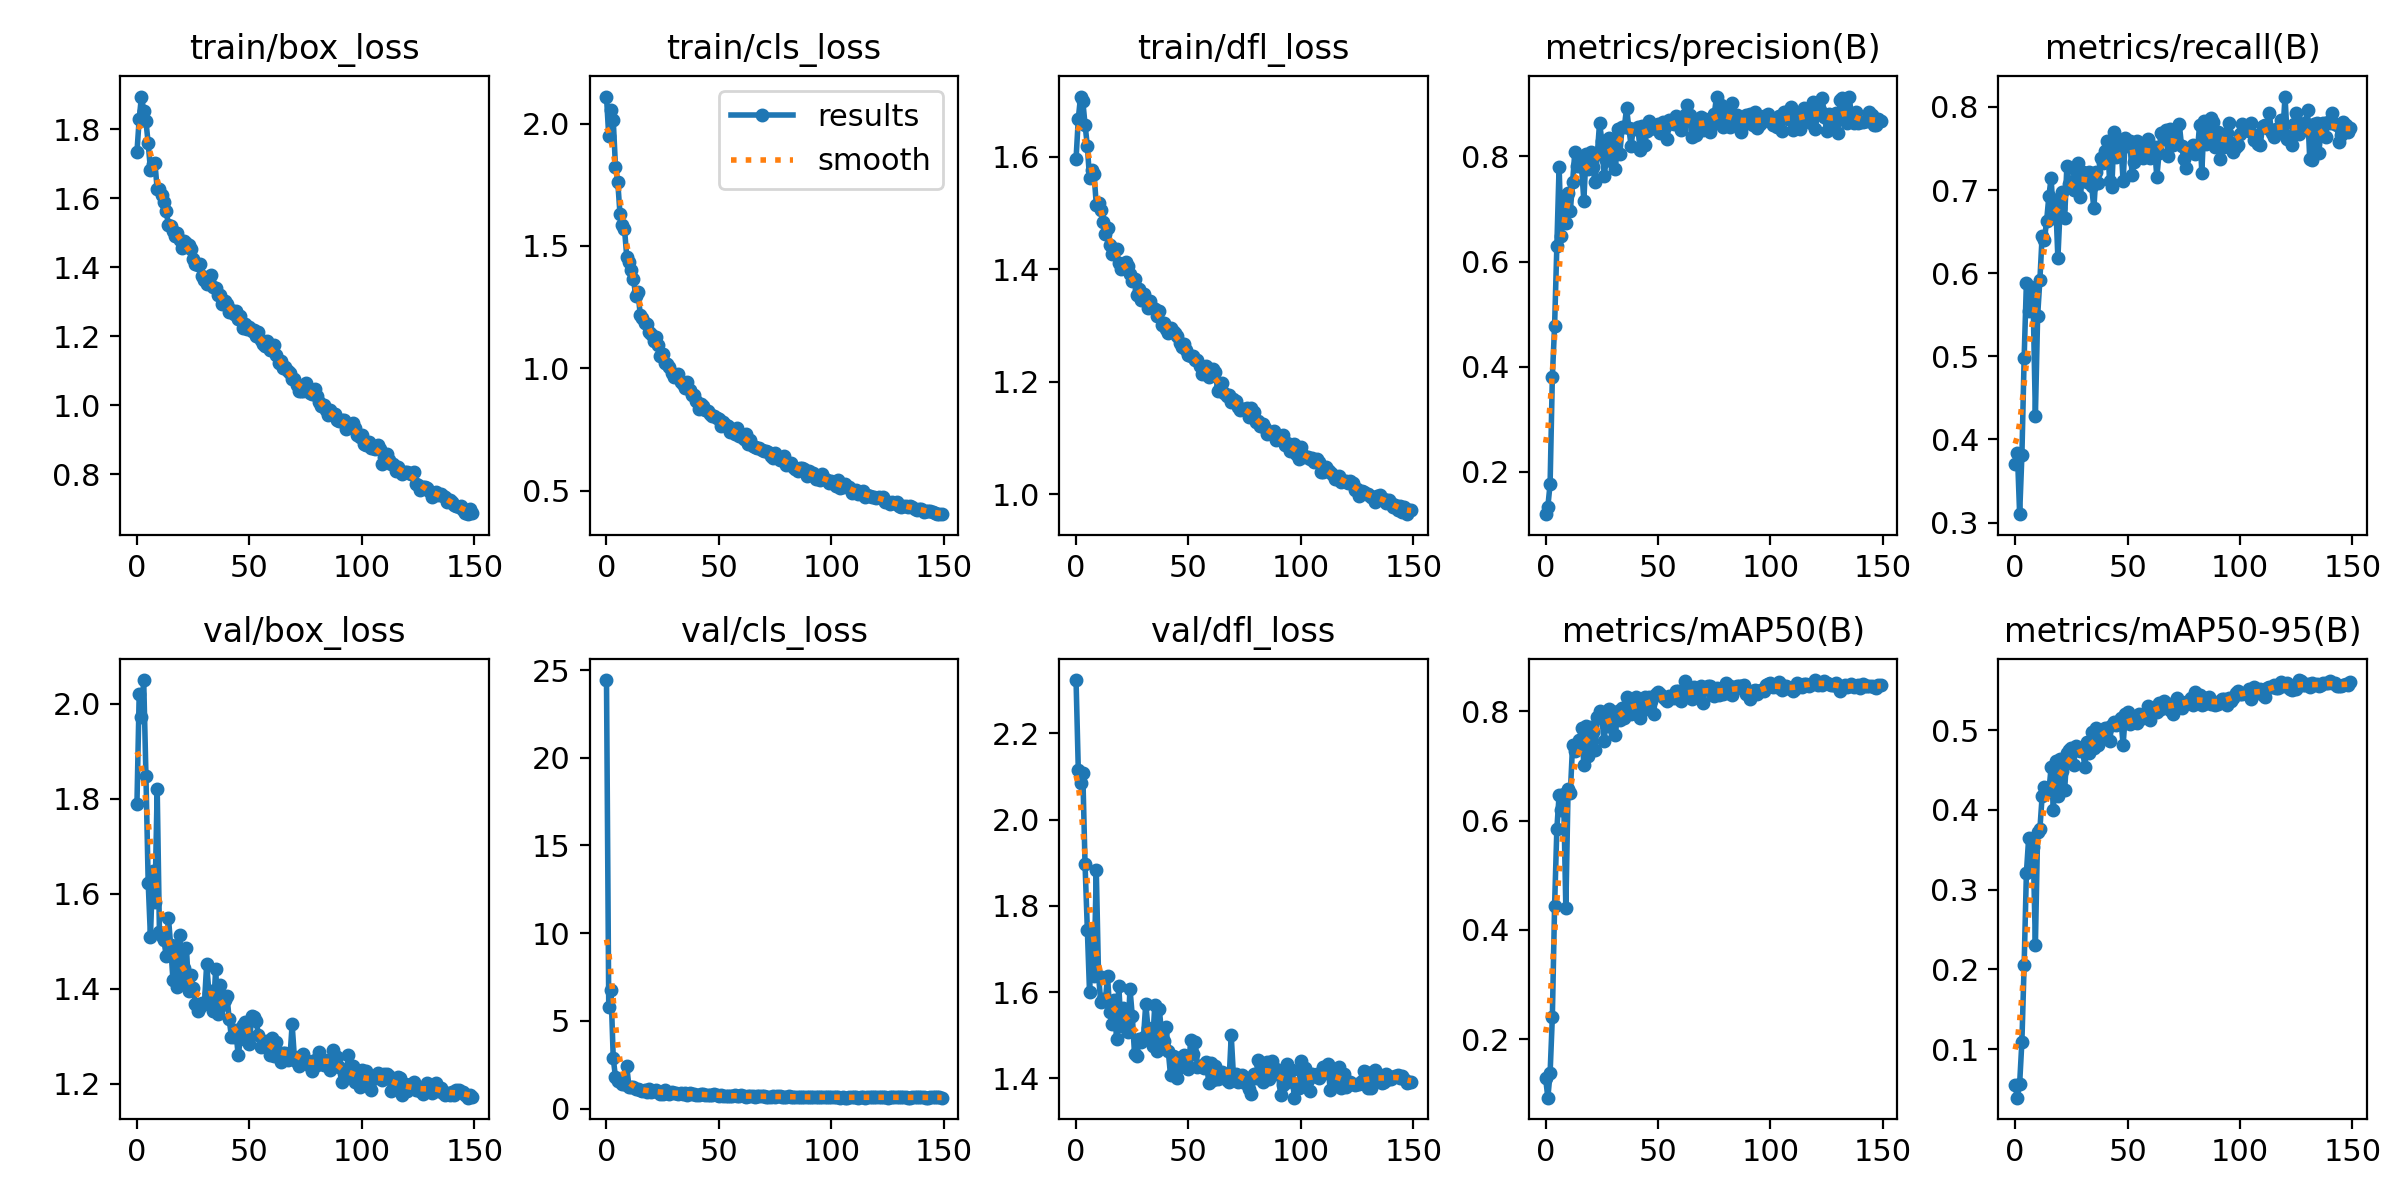 train/box_loss
train/cls_loss
train/dfl_loss
metrics/precision(B)
metrics/recall(B)
results
smooth
1.8
1.6
1.4
1.2
1.0
0.8
0 50 100 150
2.0
1.5
1.0
0.5
0 50 100 150
1.6
1.4
1.2
1.0
0 50 100 150
0.8
0.6
0.4
0.2
0 50 100 150
0.8
0.7
0.6
0.5
0.4
0.3
0 50 100 150
val/box_loss
val/cls_loss
val/dfl_loss
metrics/mAP50(B)
metrics/mAP50-95(B)
2.0
1.8
1.6
1.4
1.2
0 50 100 150
25
20
15
10
5
0
0 50 100 150
2.2
2.0
1.8
1.6
1.4
0 50 100 150
0.8
0.6
0.4
0.2
0 50 100 150
0.5
0.4
0.3
0.2
0.1
0 50 100 150